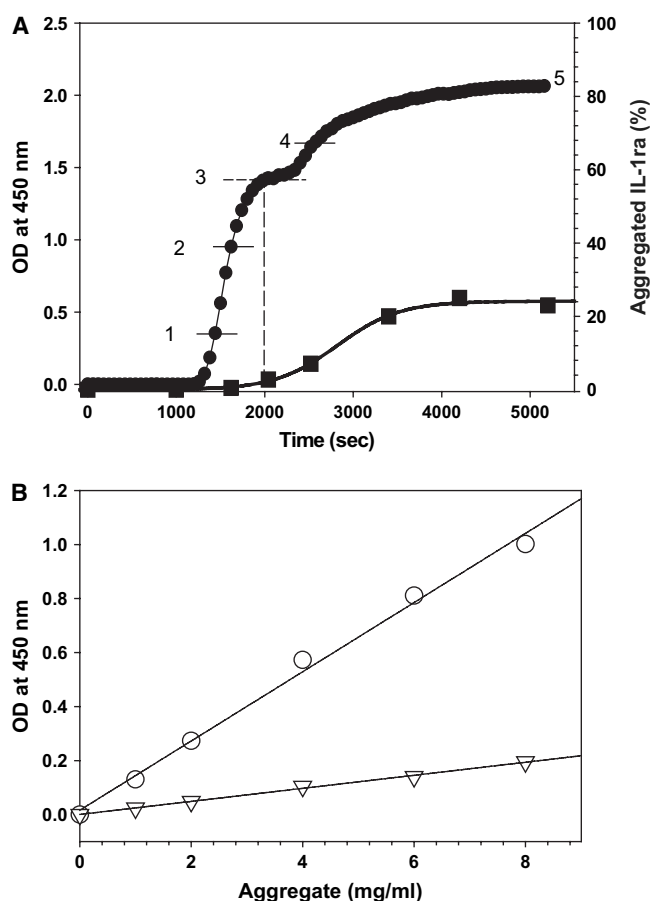 A
OD at 450 nm
2.5
2.0
1.5
1.0
0.5
0.0
1
2
3
4
5
100
80
60
40
20
0
Aggregated IL-1ra (%)
0 1000 2000 3000 4000 5000
Time (sec)
B
OD at 450 nm
1.2
1.0
0.8
0.6
0.4
0.2
0.0
0 2 4 6 8
Aggregate (mg/ml)